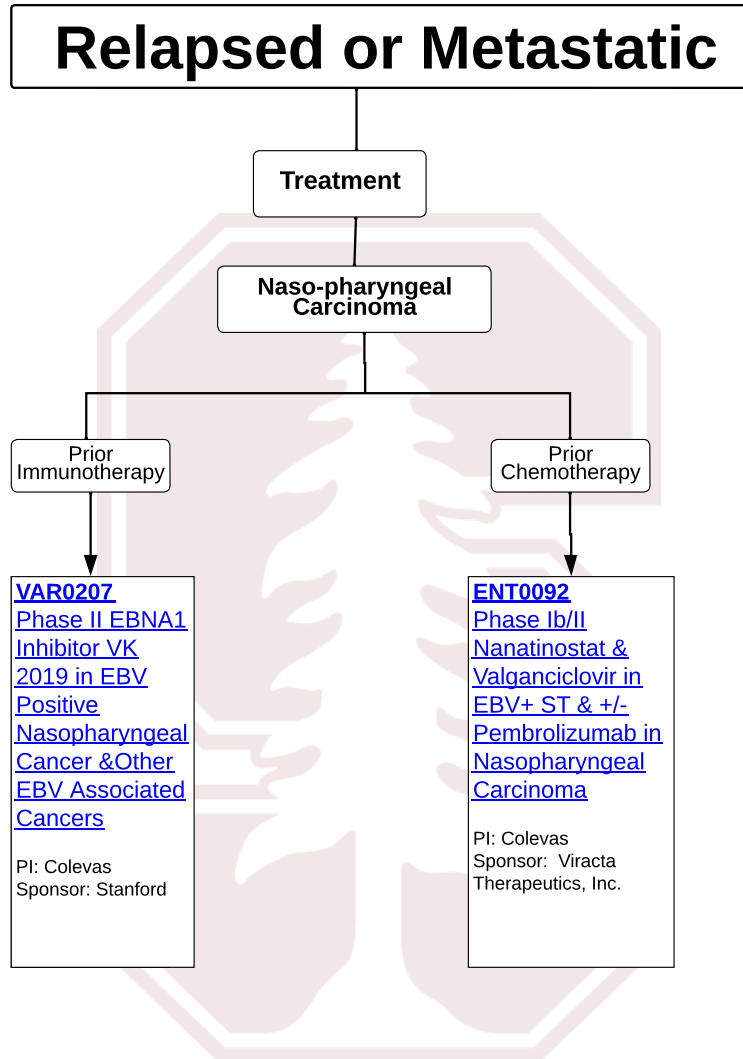 Relapsed or Metastatic
Treatment
Naso-pharyngeal
Carcinoma
Prior
Immunotherapy
Prior
Chemotherapy
VAR0207
Phase II EBNA1
Inhibitor VK
2019 in EBV
Positive
Nasopharyngeal
Cancer &Other
EBV Associated
Cancers
PI: Colevas
Sponsor: Stanford
ENT0092
Phase Ib/II
Nanatinostat &
Valganciclovir in
EBV+ ST & +/-
Pembrolizumab in
Nasopharyngeal
Carcinoma
PI: Colevas
Sponsor:  Viracta
Therapeutics, Inc.